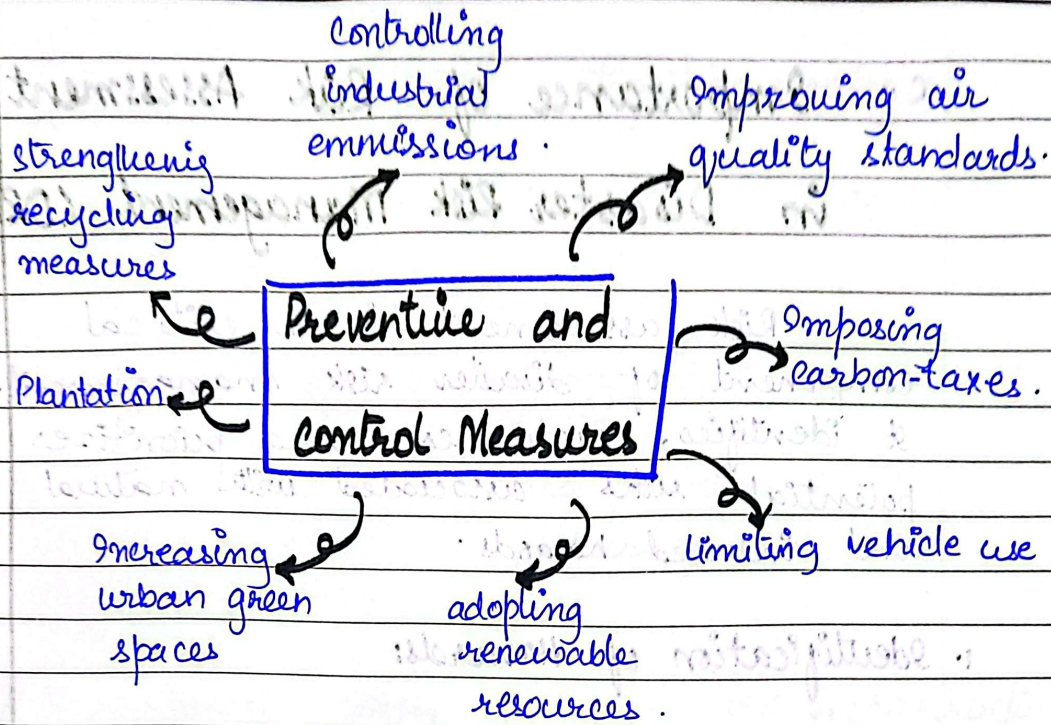 controlling
industrial
emmissions.
Improving air
quality standards.
strengthenig
recycling
measures
Preventive and
control Measures
Imposing
carbon-taxes.
Plantation
limiting vehicle use
Increasing
urban green
spaces
adopting
renewable
resources.